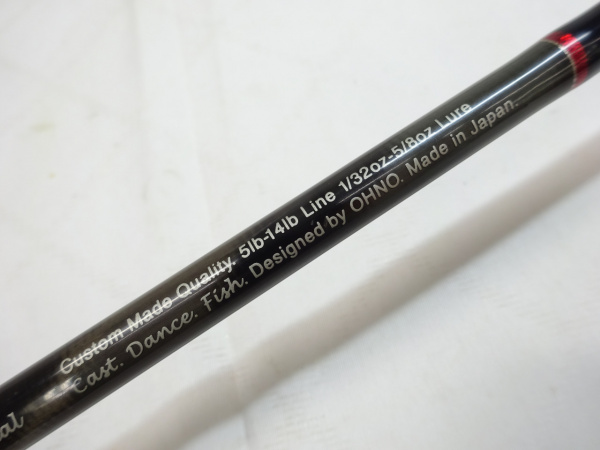 Custom Made Quality. 5lb-14lb Line 1/32oz-5/8oz Lure
Cast. Dance. Fish. Designed by OHNO. Made in Japan.